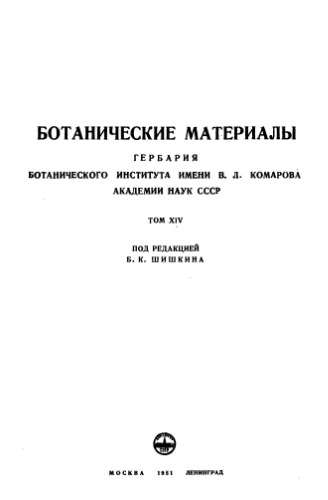 БОТАНИЧЕСКИЕ МАТЕРИАЛЫ
ГЕРБАРИЯ
БОТАНИЧЕСКОГО ИНСТИТУТА ИМЕНИ В. Л. КОМАРОВА
АКАДЕМИИ НАУК СССР
ТОМ XIV
ПОД РЕДАКЦИЕЙ
Б. К. ШИШКИНА
МОСКВА 1951 ЛЕНИНГРАД